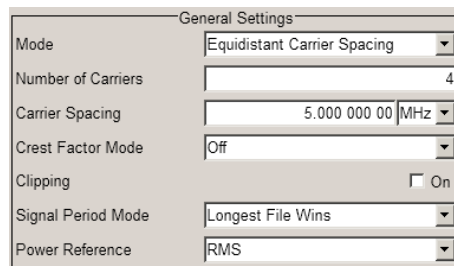 General Settings
Mode Equidistant Carrier Spacing
Number of Carriers 4
Carrier Spacing 5.000 000 00 MHz
Crest Factor Mode Off
Clipping On
Signal Period Mode Longest File Wins
Power Reference RMS